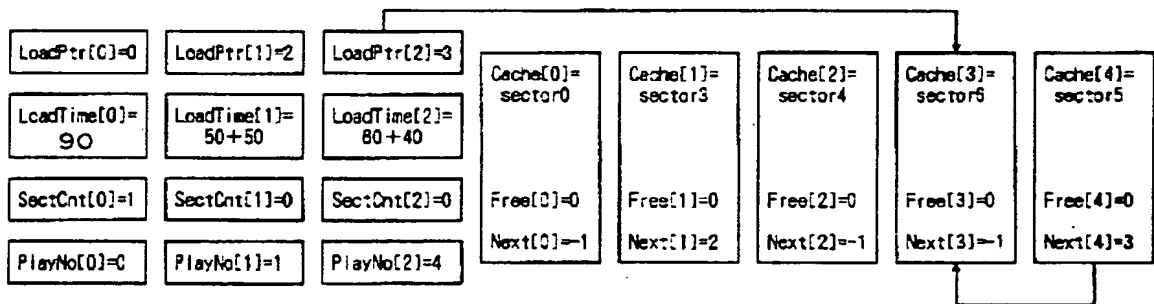 LoadPtr[0]=0 LoadPtr[1]=2 LoadPtr[2]=3
LoadTime[0]=
90
LoadTime[1]=
50+50
LoadTime[2]=
60+40
SectCnt[0]=1 SectCnt[1]=0 SectCnt[2]=0
PlayNo[0]=0 PlayNo[1]=1 PlayNo[2]=4
Cache[0]=
sector0
Free[0]=0
Next[0]=-1
Cache[1]=
sector3
Free[1]=0
Next[1]=2
Cache[2]=
sector4
Free[2]=0
Next[2]=-1
Cache[3]=
sector6
Free[3]=0
Next[3]=-1
Cache[4]=
sector5
Free[4]=0
Next[4]=3